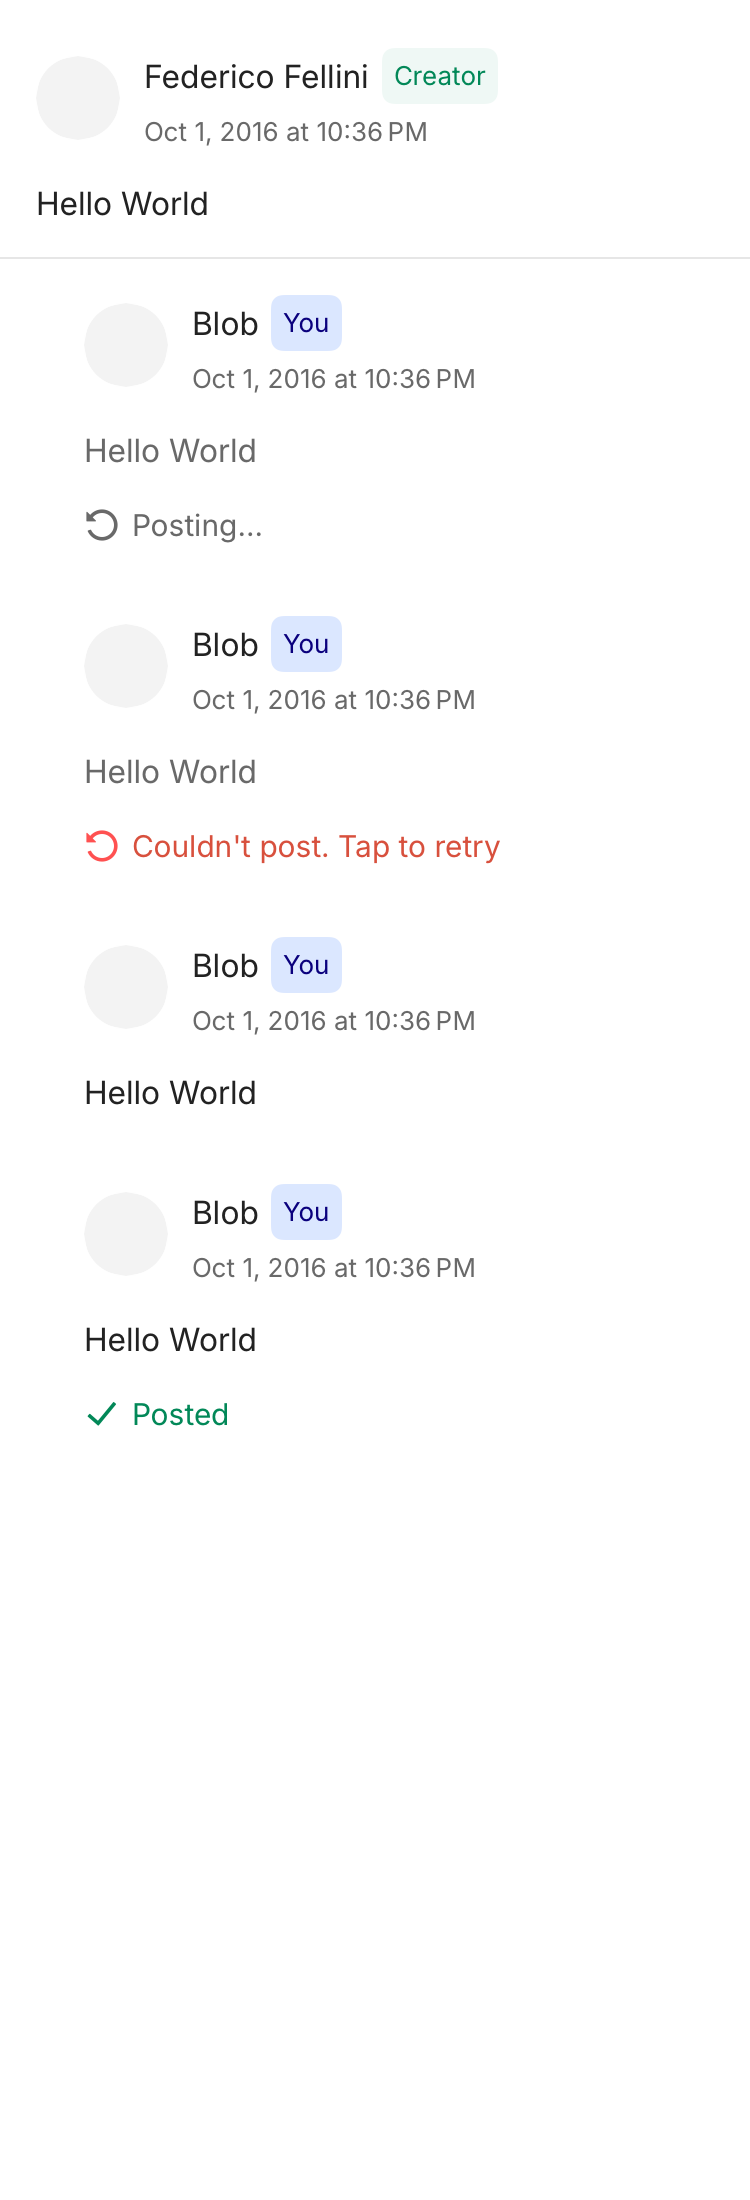 Federico Fellini Creator
Oct 1, 2016 at 10:36 PM
Hello World
Blob You
Oct 1, 2016 at 10:36 PM
Hello World
Posting...
Blob You
Oct 1, 2016 at 10:36 PM
Hello World
Couldn't post. Tap to retry
Blob You
Oct 1, 2016 at 10:36 PM
Hello World
Blob You
Oct 1, 2016 at 10:36 PM
Hello World
Posted